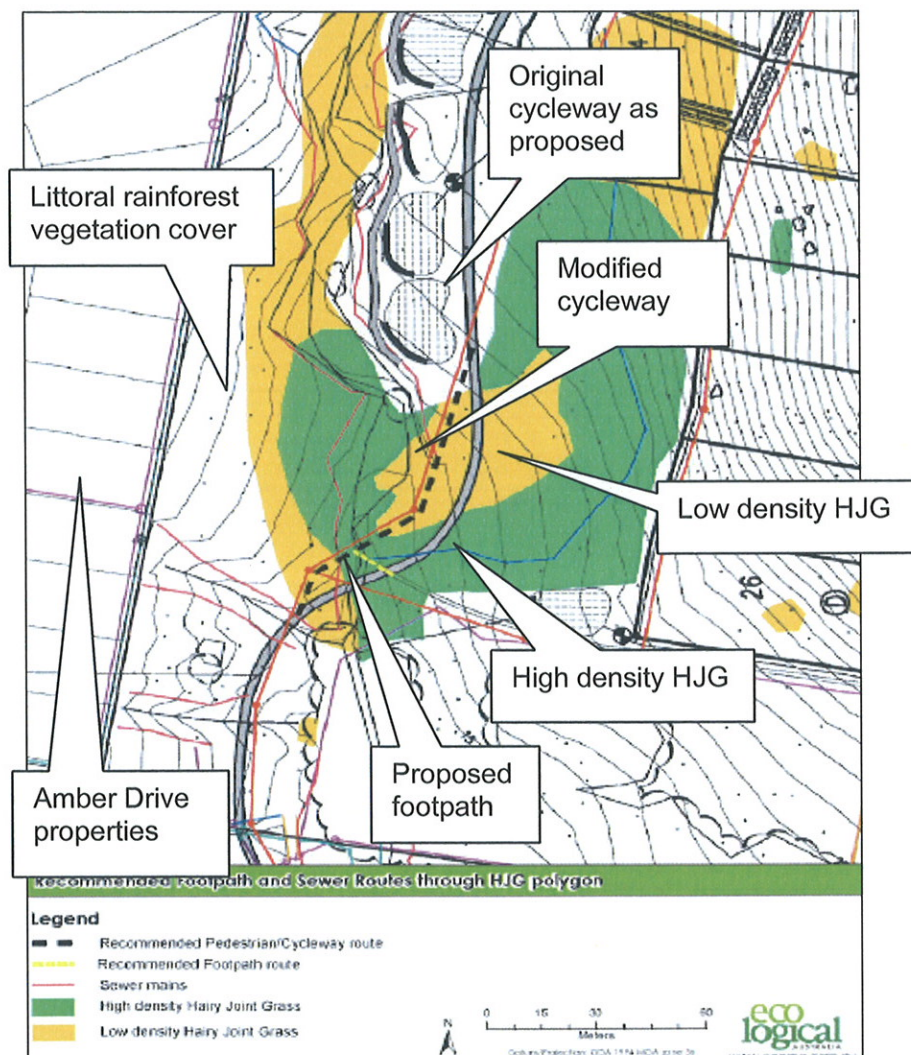 Original
cycleway as
proposed
Littoral rainforest
vegetation cover
Modified
cycleway
Low density HJG
26
High density HJG
Proposed
footpath
Amber Drive
properties
Recommended Footpath and Sewer Routes through HJG polygon
Legend
Recommended Pedestrian/Cycleway route
Recommended Footpath route
Sewer mains
High density Hairy Joint Grass
Low density Hairy Joint Grass
N
0 15 30 60
Meters
eco
logical
AUSTRALIA